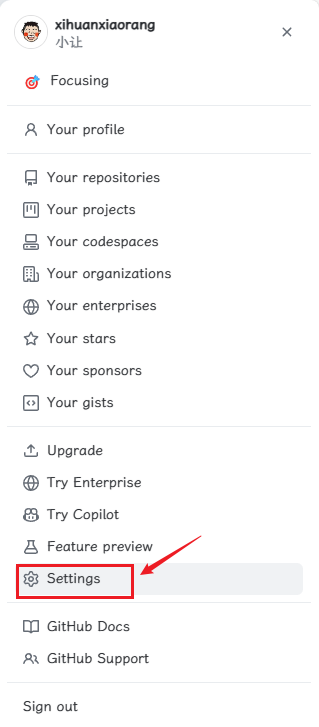 xihuanxiaorang
小让
Focusing
Your profile
Your repositories
Your projects
Your codespaces
Your organizations
Your enterprises
Your stars
Your sponsors
Your gists
Upgrade
Try Enterprise
Try Copilot
Feature preview
Settings
GitHub Docs
GitHub Support
Sign out